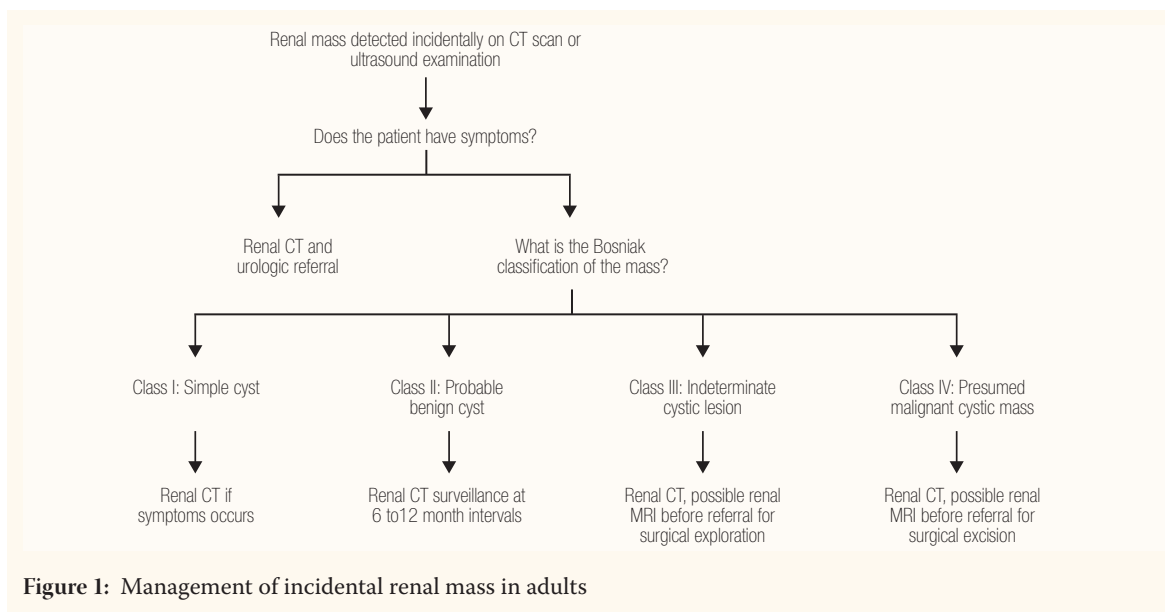 Renal mass detected incidentally on CT scan or
ultrasound examination
Does the patient have symptoms?
Renal CT and
urologic referral
What is the Bosniak
classification of the mass?
Class I: Simple cyst
Class II: Probable
benign cyst
Class III: Indeterminate
cystic lesion
Class IV: Presumed
malignant cystic mass
Renal CT if
symptoms occurs
Renal CT surveillance at
6 to12 month intervals
Renal CT, possible renal
MRI before referral for
surgical exploration
Renal CT, possible renal
MRI before referral for
surgical excision
Figure 1: Management of incidental renal mass in adults